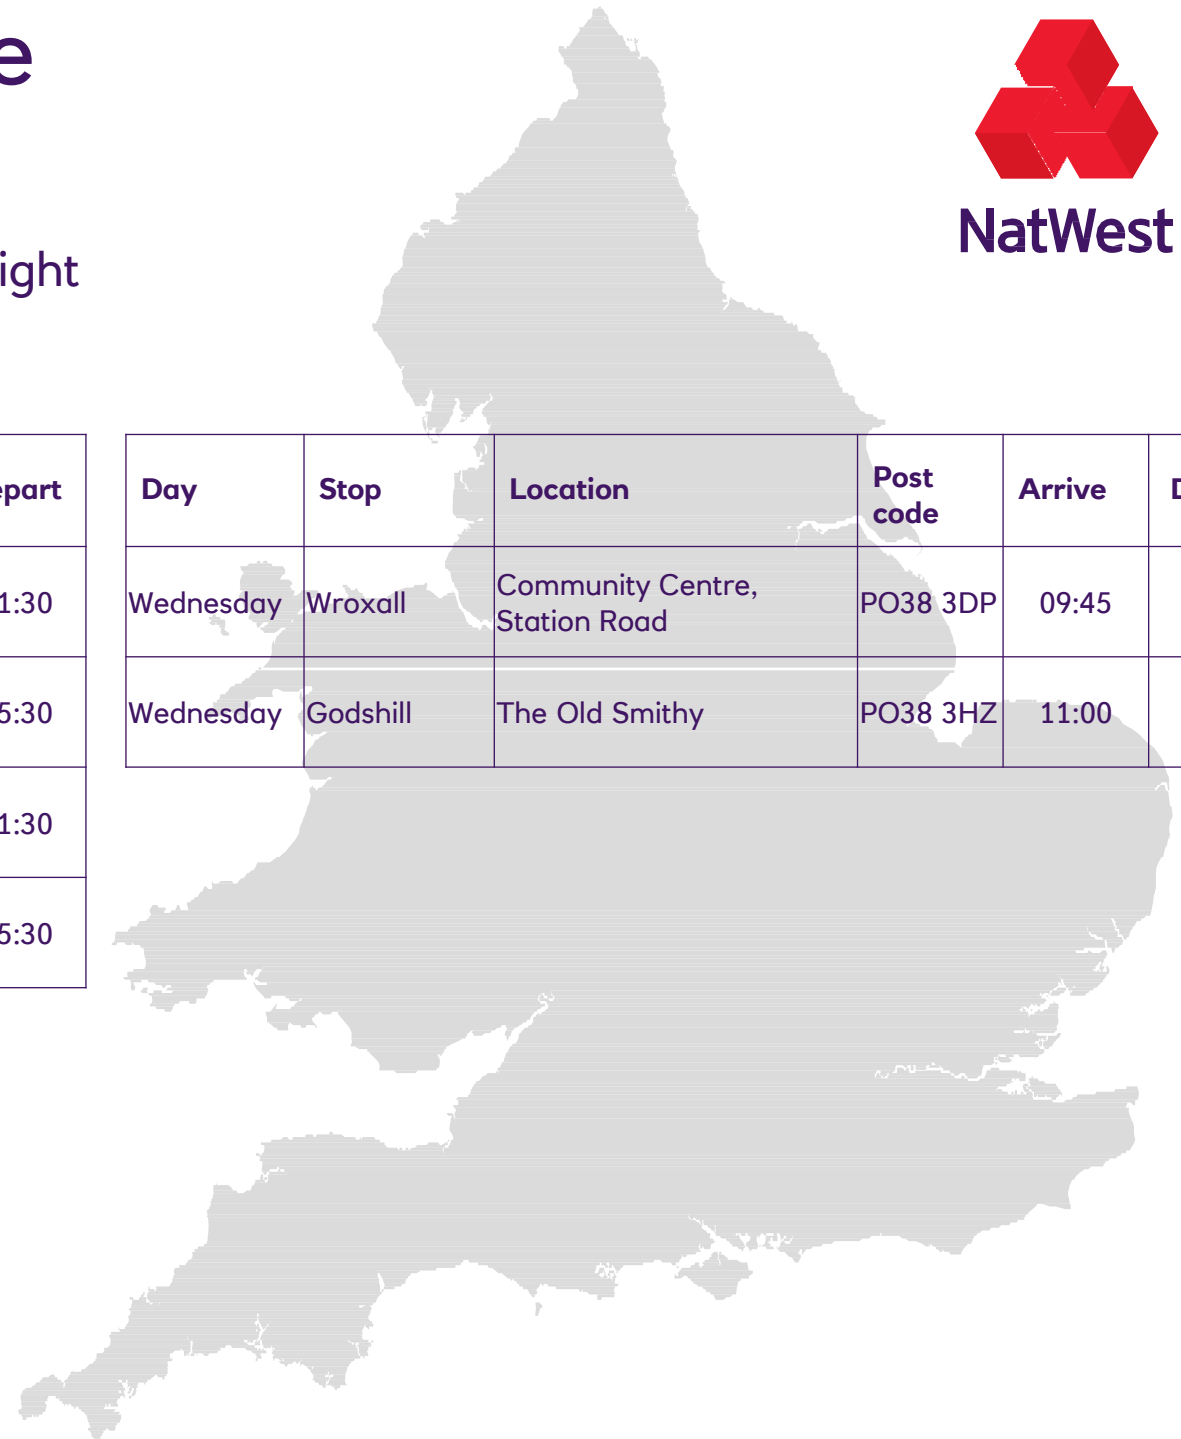 e
ight
NatWest
epart
1:30
5:30
1:30
5:30
Day Stop Location Post code Arrive D
Wednesday Wroxall Community Centre, Station Road PO38 3DP 09:45
Wednesday Godshill The Old Smithy PO38 3HZ 11:00